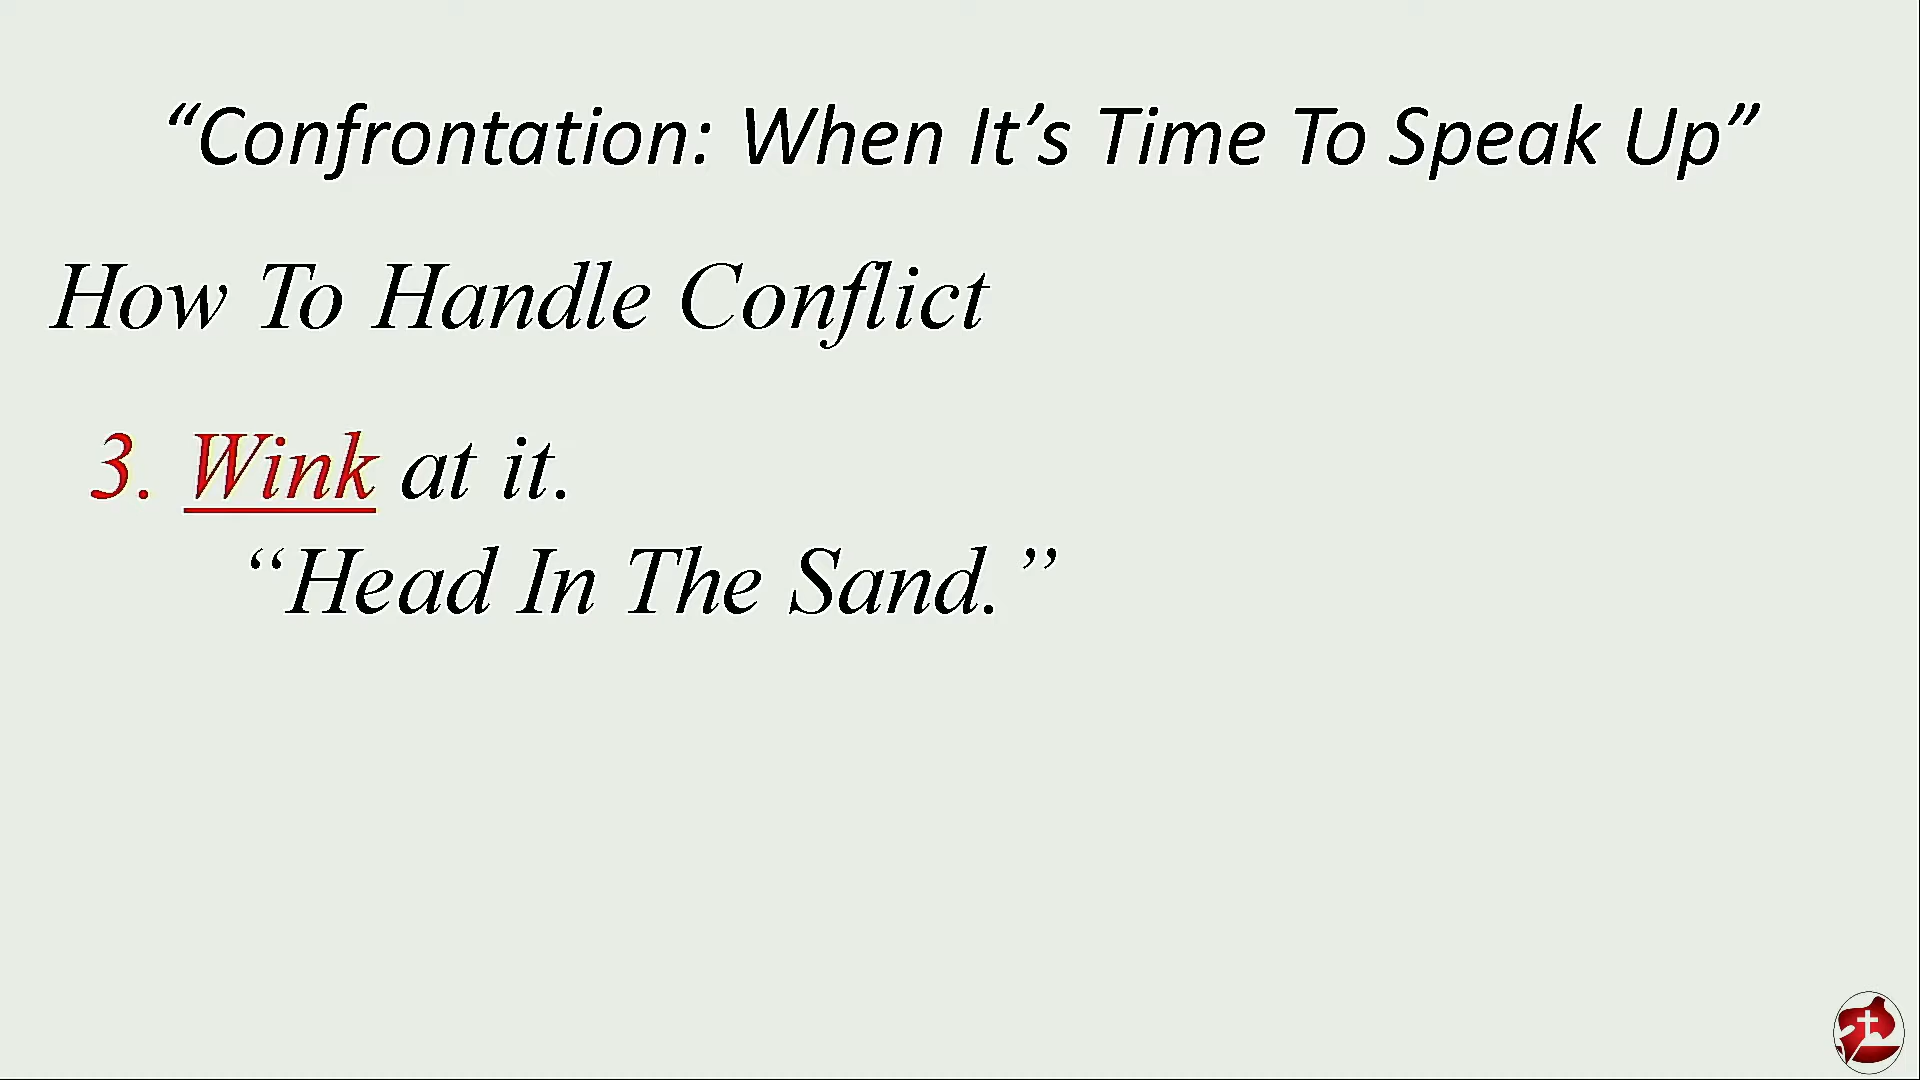 “Confrontation: When It’s Time To Speak Up”
How To Handle Conflict
3. Wink at it.
“Head In The Sand.”